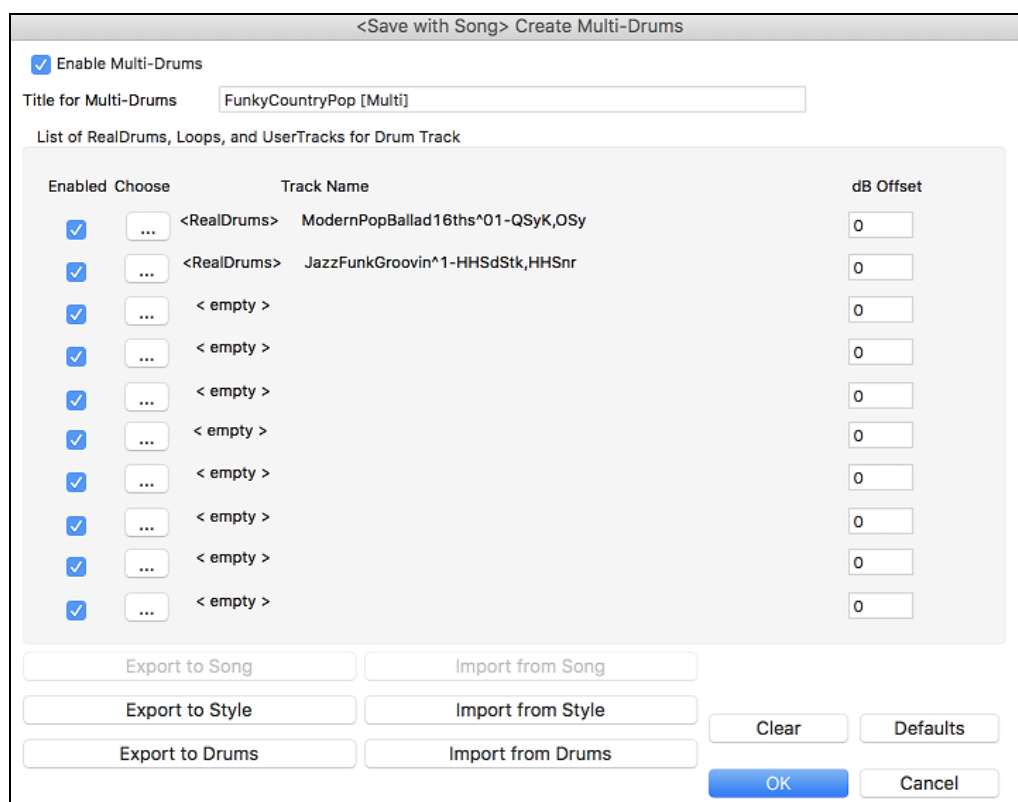 <Save with Song> Create Multi-Drums
Enable Multi-Drums
Title for Multi-Drums FunkyCountryPop [Multi]
List of RealDrums, Loops, and UserTracks for Drum Track
Enabled Choose Track Name dB Offset
... <RealDrums> ModernPopBallad16ths^01-QSyK,OSy 0
... <RealDrums> JazzFunkGroovin^1-HHSdStk,HHSnr 0
... < empty > 0
... < empty > 0
... < empty > 0
... < empty > 0
... < empty > 0
... < empty > 0
... < empty > 0
... < empty > 0
Export to Song Import from Song
Export to Style Import from Style
Clear Defaults
Export to Drums Import from Drums
OK Cancel